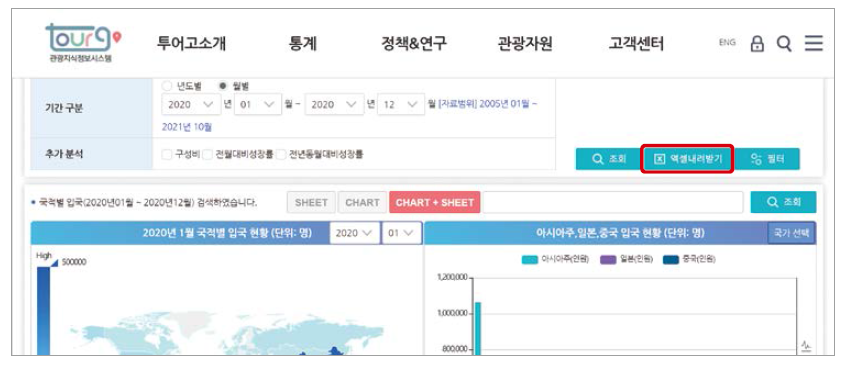 tourgo
관광지식정보시스템
투어고소개 통계 정책&연구 관광자원 고객센터 ENG
기간 구분
년도별 월별
2020 년 01 월 ~ 2020 년 12 월 [자료범위] 2005년 01월 ~
2021년 10월
추가 분석
구성비 전월대비성장률 전년동월대비성장률
조회 엑셀내려받기 필터
• 국적별 입국(2020년01월 ~ 2020년12월) 검색하였습니다. SHEET CHART CHART + SHEET 조회
2020년 1월 국적별 입국 현황 (단위: 명) 2020 01
아시아주,일본,중국 입국 현황 (단위: 명) 국가 선택
High
500000
아시아주(인원) 일본(인원) 중국(인원)
1,200,000
1,000,000
800,000